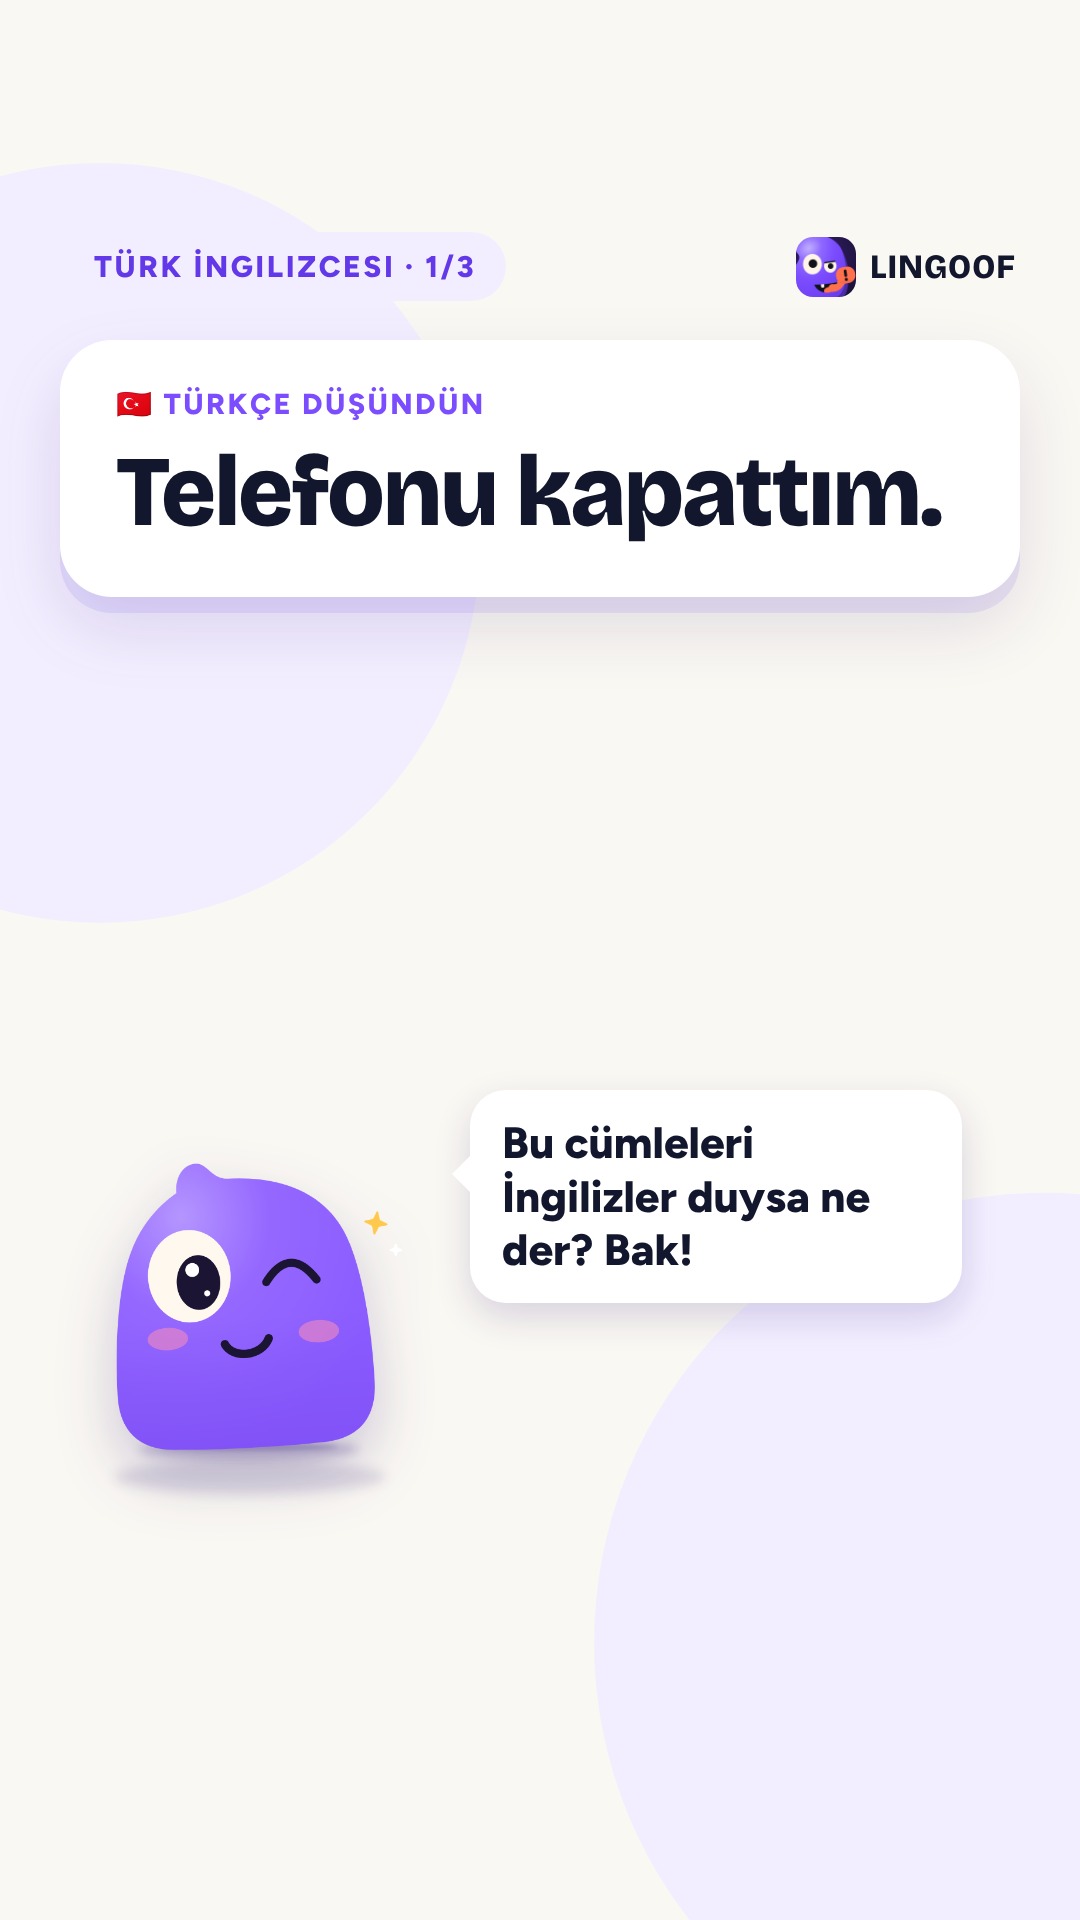 TÜRK İNGILIZCESI · 1/3
LINGOOF
TÜRKÇE DÜŞÜNDÜN
Telefonu kapattım.
Bu cümleleri
İngilizler duysa ne
der? Bak!